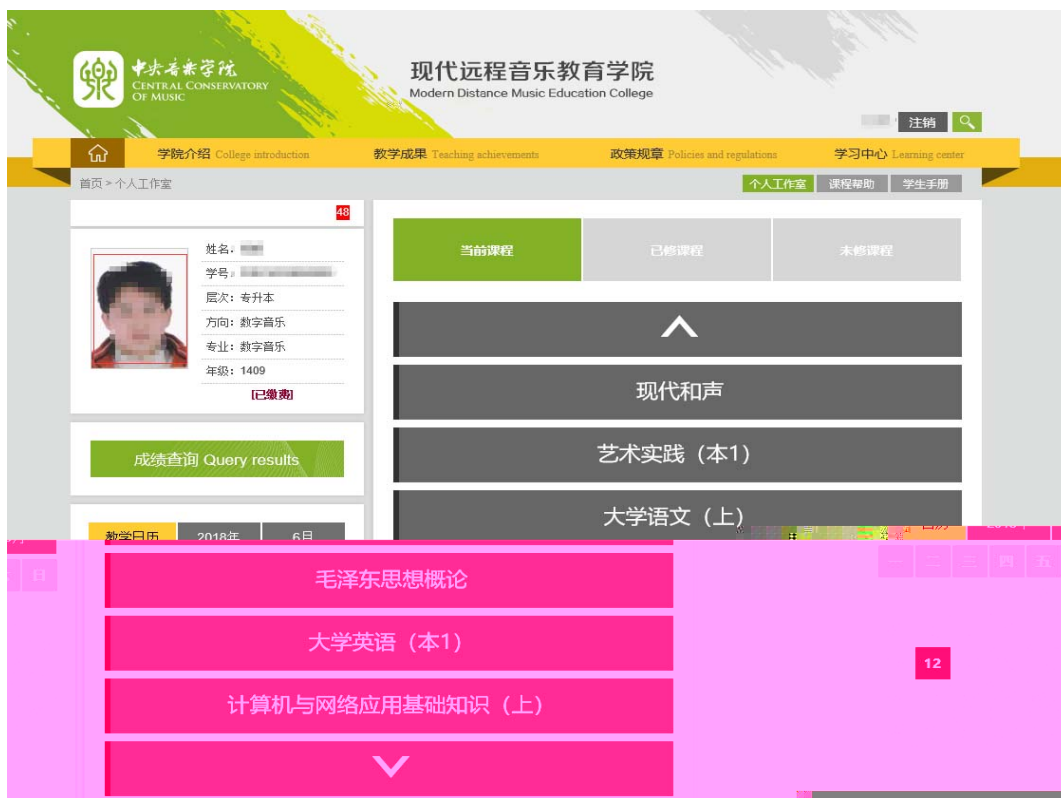 中央音乐学院
CENTRAL CONSERVATORY
OF MUSIC
现代远程音乐教育学院
Modern Distance Music Education College
注销
学院介绍 College introduction
教学成果 Teaching achievements
政策规章 Policies and regulations
学习中心 Learning center
首页 > 个人工作室
个人工作室
课程帮助
学生手册
48
姓名:
学号:
层次: 专升本
方向: 数字音乐
专业: 数字音乐
年级: 1409
[已缴费]
成绩查询 Query results
教学日历
2018年
6月
当前课程
已修课程
未修课程
现代和声
艺术实践（本1）
大学语文（上）
日
一
二
三
四
五
毛泽东思想概论
大学英语（本1）
12
计算机与网络应用基础知识（上）